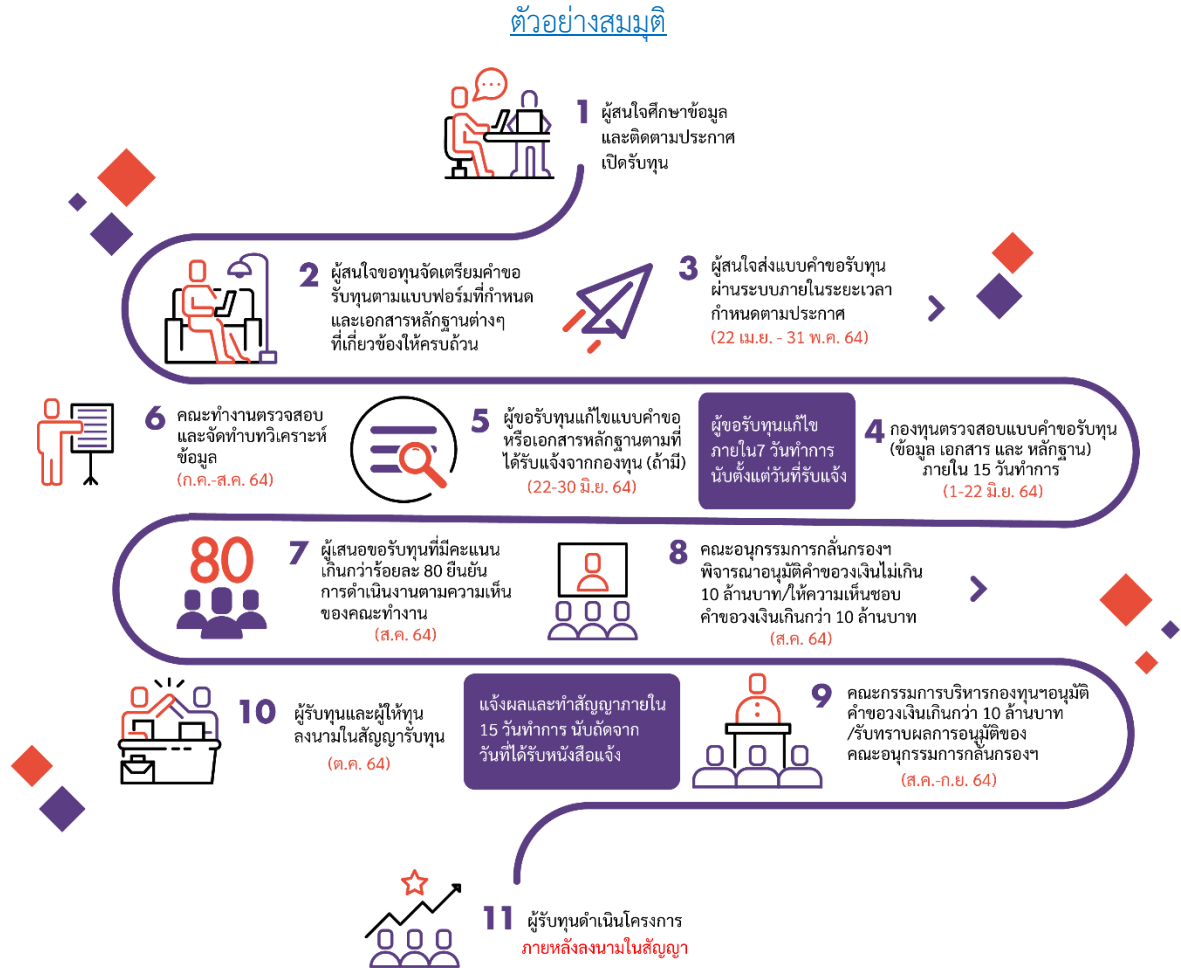 ตัวอย่างสมมุติ
1 ผู้สนใจศึกษาข้อมูล
และติดตามประกาศ
เปิดรับทุน
2 ผู้สนใจขอทุนจัดเตรียมคำขอ
รับทุนตามแบบฟอร์มที่กำหนด
และเอกสารหลักฐานต่างๆ
ที่เกี่ยวข้องให้ครบถ้วน
3 ผู้สนใจส่งแบบคำขอรับทุน
ผ่านระบบภายในระยะเวลา
กำหนดตามประกาศ
(22 เม.ย. - 31 พ.ค. 64)
4 กองทุนตรวจสอบแบบคำขอรับทุน
(ข้อมูล เอกสาร และ หลักฐาน)
ภายใน 15 วันทำการ
(1-22 มิ.ย. 64)
ผู้ขอรับทุนแก้ไข
ภายใน7 วันทำการ
นับตั้งแต่วันที่รับแจ้ง
5 ผู้ขอรับทุนแก้ไขแบบคำขอ
หรือเอกสารหลักฐานตามที่
ได้รับแจ้งจากกองทุน (ถ้ามี)
(22-30 มิ.ย. 64)
6 คณะทำงานตรวจสอบ
และจัดทำบทวิเคราะห์
ข้อมูล
(ก.ค.-ส.ค. 64)
80
7 ผู้เสนอขอรับทุนที่มีคะแนน
เกินกว่าร้อยละ 80 ยืนยัน
การดำเนินงานตามความเห็น
ของคณะทำงาน
(ส.ค. 64)
8 คณะอนุกรรมการกลั่นกรองฯ
พิจารณาอนุมัติคำขอวงเงินไม่เกิน
10 ล้านบาท/ให้ความเห็นชอบ
คำขอวงเงินเกินกว่า 10 ล้านบาท
(ส.ค. 64)
9 คณะกรรมการบริหารกองทุนฯอนุมัติ
คำขอวงเงินเกินกว่า 10 ล้านบาท
/รับทราบผลการอนุมัติของ
คณะอนุกรรมการกลั่นกรองฯ
(ส.ค.-ก.ย. 64)
แจ้งผลและทำสัญญาภายใน
15 วันทำการ นับถัดจาก
วันที่ได้รับหนังสือแจ้ง
10 ผู้รับทุนและผู้ให้ทุน
ลงนามในสัญญารับทุน
(ต.ค. 64)
11 ผู้รับทุนดำเนินโครงการ
ภายหลังลงนามในสัญญา